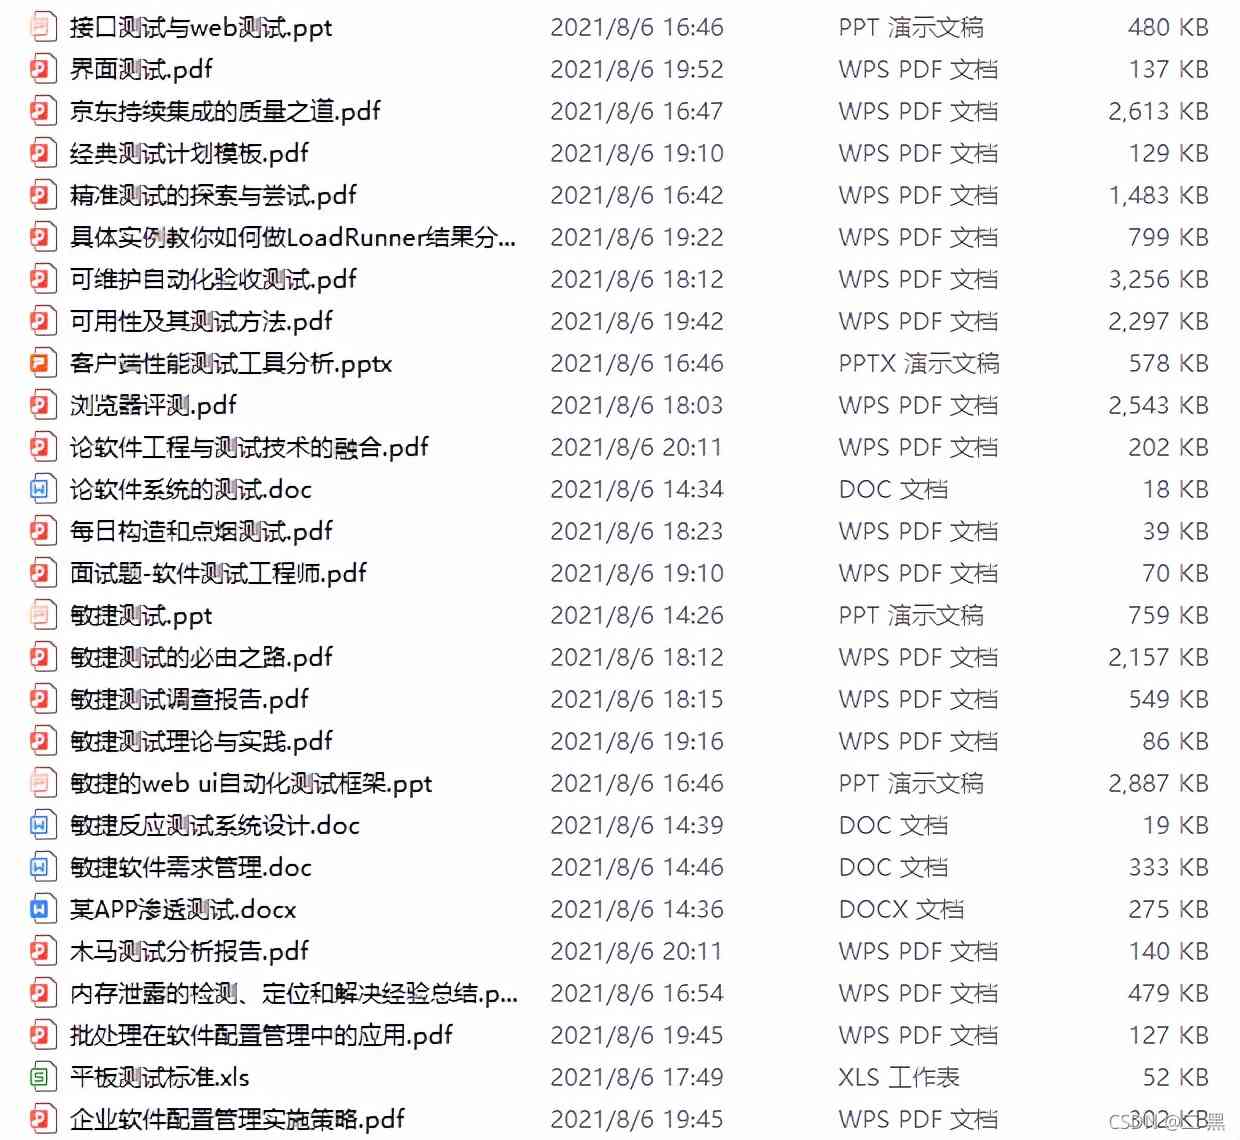 接口测试与web测试.ppt 2021/8/6 16:46 PPT 演示文稿 480 KB
界面测试.pdf 2021/8/6 19:52 WPS PDF 文档 137 KB
京东持续集成的质量之道.pdf 2021/8/6 16:47 WPS PDF 文档 2,613 KB
经典测试计划模板.pdf 2021/8/6 19:10 WPS PDF 文档 129 KB
精准测试的探索与尝试.pdf 2021/8/6 16:42 WPS PDF 文档 1,483 KB
具体实例教你如何做LoadRunner结果分... 2021/8/6 19:22 WPS PDF 文档 799 KB
可维护自动化验收测试.pdf 2021/8/6 18:12 WPS PDF 文档 3,256 KB
可用性及其测试方法.pdf 2021/8/6 19:42 WPS PDF 文档 2,297 KB
客户端性能测试工具分析.pptx 2021/8/6 16:46 PPTX 演示文稿 578 KB
浏览器评测.pdf 2021/8/6 18:03 WPS PDF 文档 2,543 KB
论软件工程与测试技术的融合.pdf 2021/8/6 20:11 WPS PDF 文档 202 KB
论软件系统的测试.doc 2021/8/6 14:34 DOC 文档 18 KB
每日构造和点烟测试.pdf 2021/8/6 18:23 WPS PDF 文档 39 KB
面试题-软件测试工程师.pdf 2021/8/6 19:10 WPS PDF 文档 70 KB
敏捷测试.ppt 2021/8/6 14:26 PPT 演示文稿 759 KB
敏捷测试的必由之路.pdf 2021/8/6 18:12 WPS PDF 文档 2,157 KB
敏捷测试调查报告.pdf 2021/8/6 18:15 WPS PDF 文档 549 KB
敏捷测试理论与实践.pdf 2021/8/6 19:16 WPS PDF 文档 86 KB
敏捷的web ui自动化测试框架.ppt 2021/8/6 16:46 PPT 演示文稿 2,887 KB
敏捷反应测试系统设计.doc 2021/8/6 14:39 DOC 文档 19 KB
敏捷软件需求管理.doc 2021/8/6 14:46 DOC 文档 333 KB
某APP渗透测试.docx 2021/8/6 14:36 DOCX 文档 275 KB
木马测试分析报告.pdf 2021/8/6 20:11 WPS PDF 文档 140 KB
内存泄露的检测、定位和解决经验总结.p... 2021/8/6 16:54 WPS PDF 文档 479 KB
批处理在软件配置管理中的应用.pdf 2021/8/6 19:45 WPS PDF 文档 127 KB
平板测试标准.xls 2021/8/6 17:49 XLS 工作表 52 KB
企业软件配置管理实施策略.pdf 2021/8/6 19:45 WPS PDF 文档 302 KB